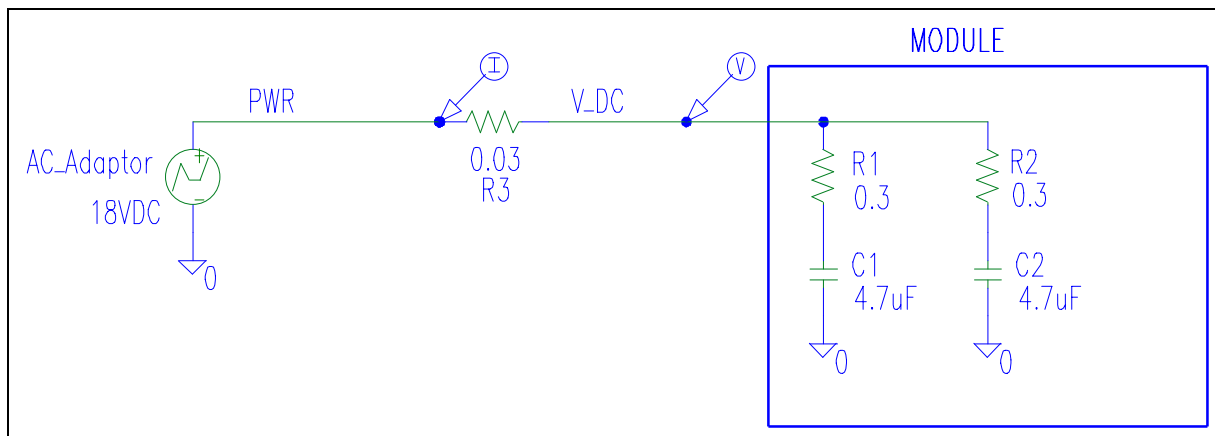 MODULE
I
V
PWR
V_DC
AC_Adaptor
18VDC
0.03
R3
R1
0.3
R2
0.3
C1
4.7uF
C2
4.7uF
0
0
0